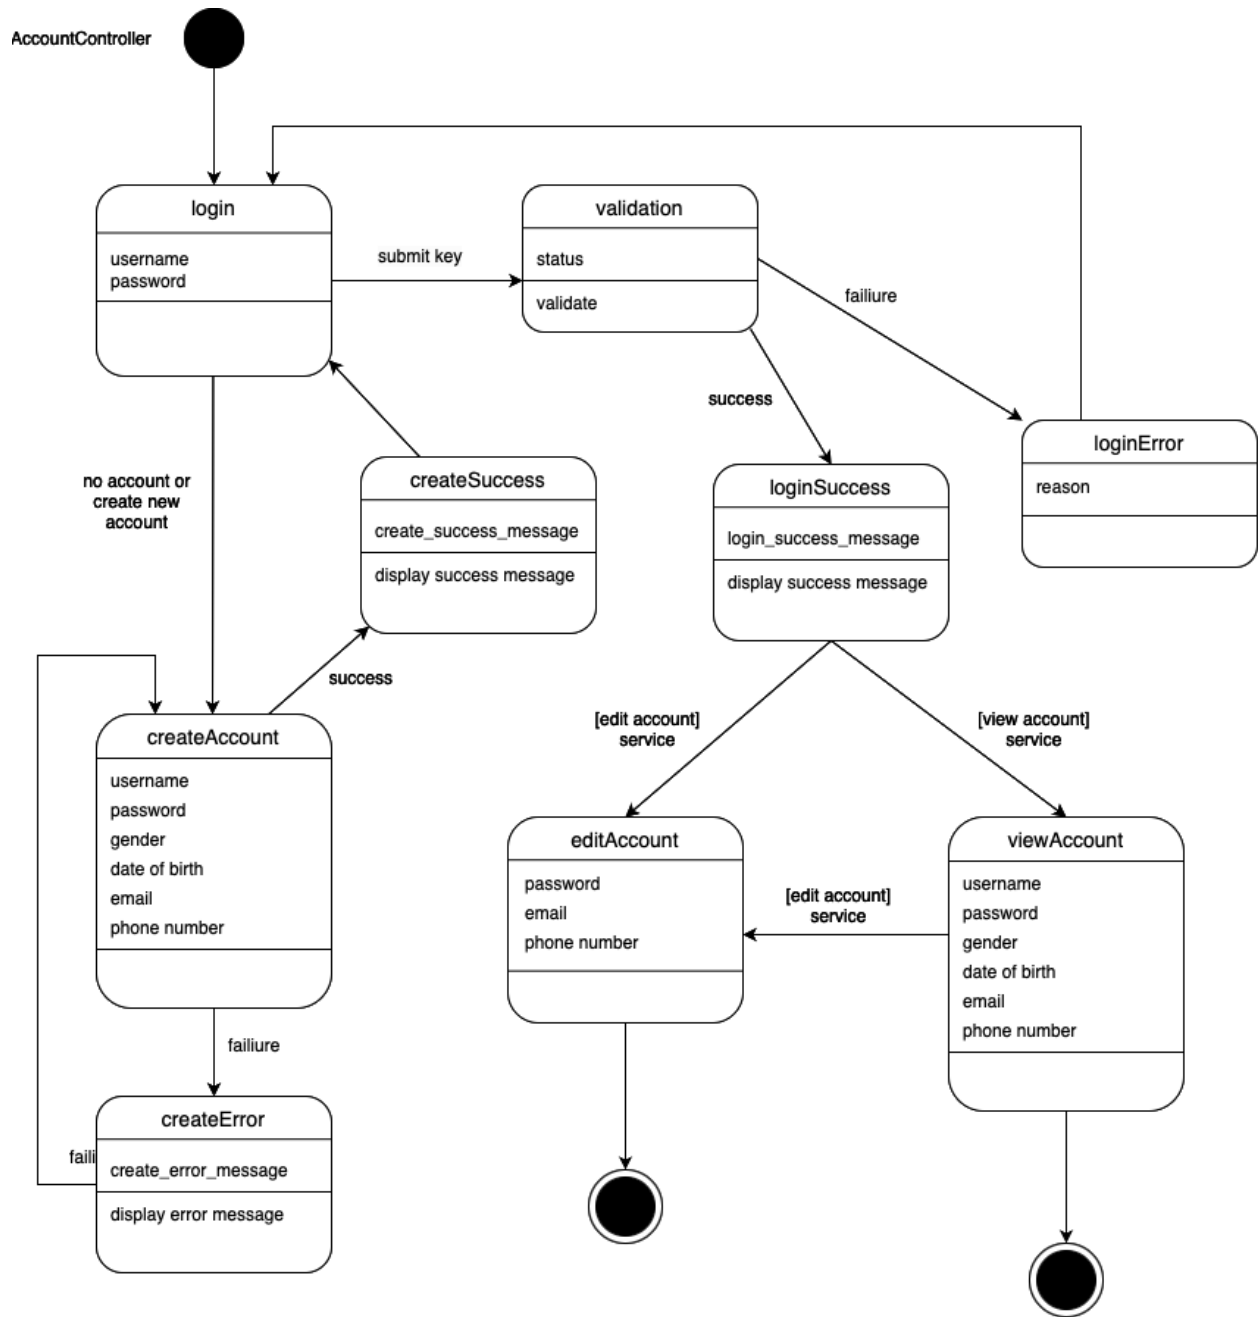 AccountController
login
username
password
submit key
validation
status
validate
failiure
success
loginError
reason
no account or
create new
account
createSuccess
create_success_message
display success message
loginSuccess
login_success_message
display success message
success
[edit account]
service
[view account]
service
createAccount
username
password
gender
date of birth
email
phone number
editAccount
password
email
phone number
[edit account]
service
viewAccount
username
password
gender
date of birth
email
phone number
failiure
createError
faili
create_error_message
display error message